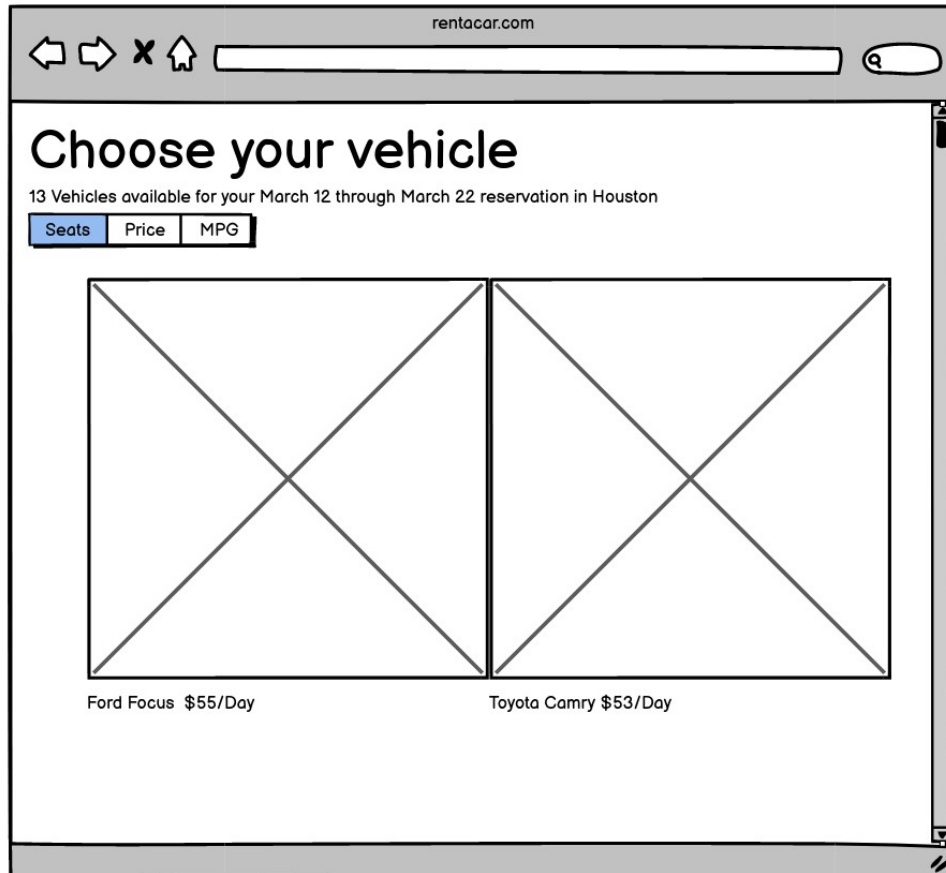 rentacar.com
Choose your vehicle
13 Vehicles available for your March 12 through March 22 reservation in Houston
Seats Price MPG
Ford Focus $55/Day Toyota Camry $53/Day